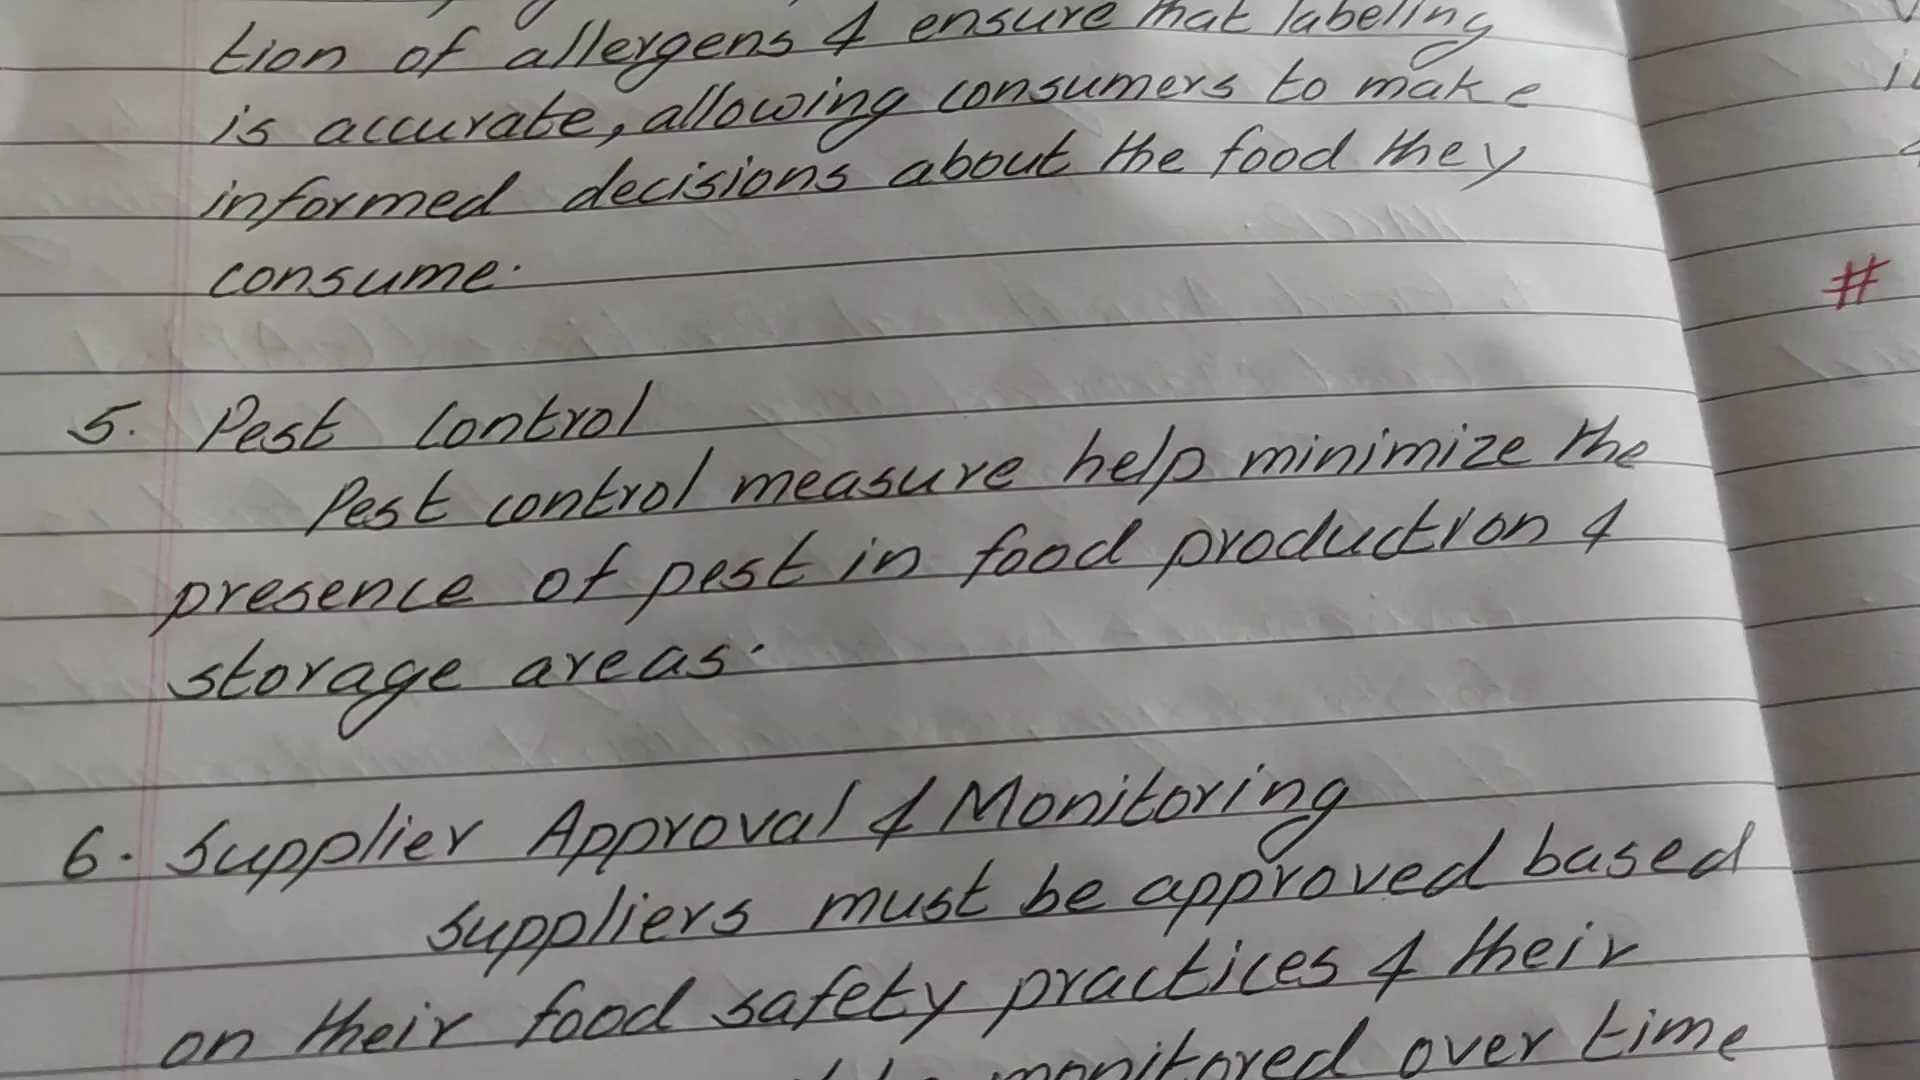 tion of allergens & ensure that labeling
is accurate, allowing consumers to make
informed decisions about the food they
consume.
5. Pest control
Pest control measure help minimize the
presence of pest in food production &
storage areas.
6. Supplier Approval & Monitoring
suppliers must be approved based
on their food safety practices & their
monitored over time
#